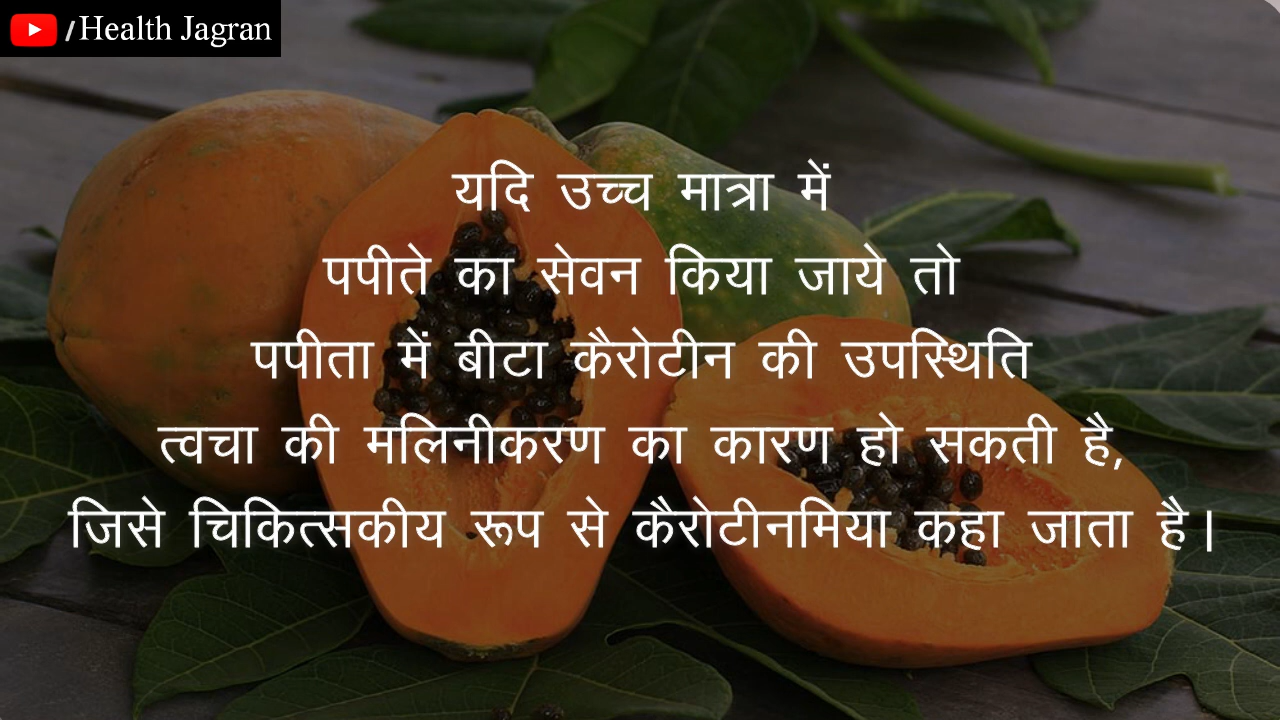 /Health Jagran
यदि उच्च मात्रा में
पपीते का सेवन किया जाये तो
पपीता में बीटा कैरोटीन की उपस्थिति
त्वचा की मलिनीकरण का कारण हो सकती है,
जिसे चिकित्सकीय रूप से कैरोटीनमिया कहा जाता है।